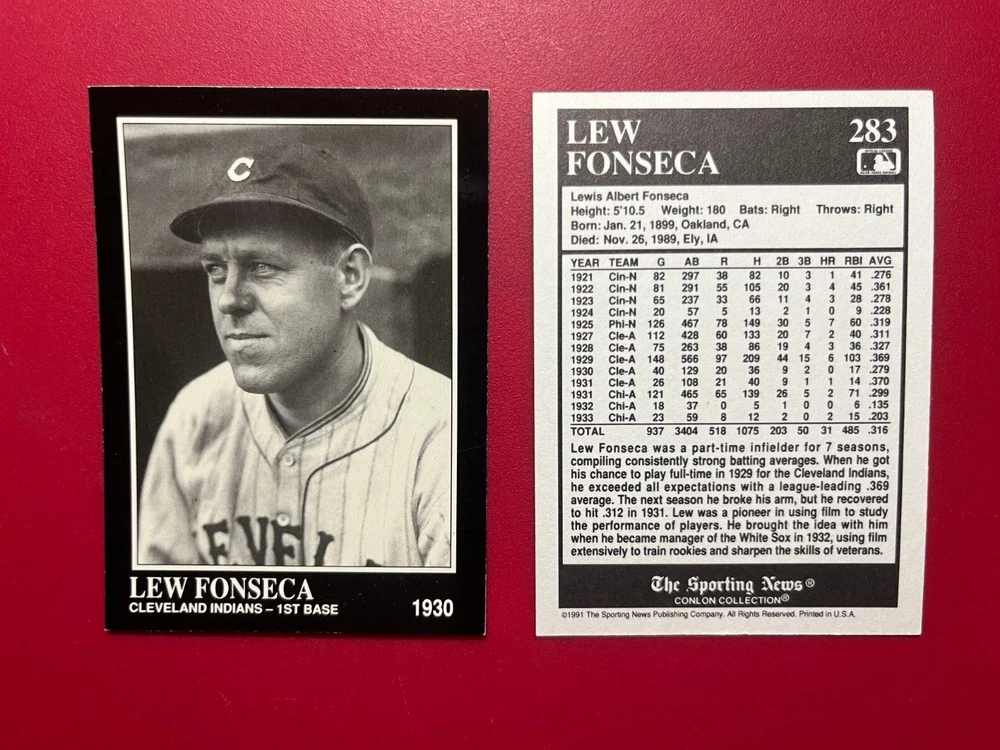 C
EVEL
LEW FONSECA
CLEVELAND INDIANS – 1ST BASE
1930
LEW
FONSECA
283
Lewis Albert Fonseca
Height: 5'10.5 Weight: 180 Bats: Right Throws: Right
Born: Jan. 21, 1899, Oakland, CA
Died: Nov. 26, 1989, Ely, IA
YEAR TEAM G AB R H 2B 3B HR RBI AVG
1921 Cin-N 82 297 38 82 10 3 1 41 .276
1922 Cin-N 81 291 55 105 20 3 4 45 .361
1923 Cin-N 65 237 33 66 11 4 3 28 .278
1924 Cin-N 20 57 5 13 2 1 0 9 .228
1925 Phi-N 126 467 78 149 30 5 7 60 .319
1927 Cle-A 112 428 60 133 20 7 2 40 .311
1928 Cle-A 75 263 38 86 19 4 3 36 .327
1929 Cle-A 148 566 97 209 44 15 6 103 .369
1930 Cle-A 40 129 20 36 9 2 0 17 .279
1931 Cle-A 26 108 21 40 9 1 1 14 .370
1931 Chi-A 121 465 65 139 26 5 2 71 .299
1932 Chi-A 18 37 0 5 1 0 0 6 .135
1933 Chi-A 23 59 8 12 2 0 2 15 .203
TOTAL 937 3404 518 1075 203 50 31 485 .316
Lew Fonseca was a part-time infielder for 7 seasons,
compiling consistently strong batting averages. When he got
his chance to play full-time in 1929 for the Cleveland Indians,
he exceeded all expectations with a league-leading .369
average. The next season he broke his arm, but he recovered
to hit .312 in 1931. Lew was a pioneer in using film to study
the performance of players. He brought the idea with him
when he became manager of the White Sox in 1932, using film
extensively to train rookies and sharpen the skills of veterans.
The Sporting News®
CONLON COLLECTION®
©1991 The Sporting News Publishing Company. All Rights Reserved. Printed in U.S.A.